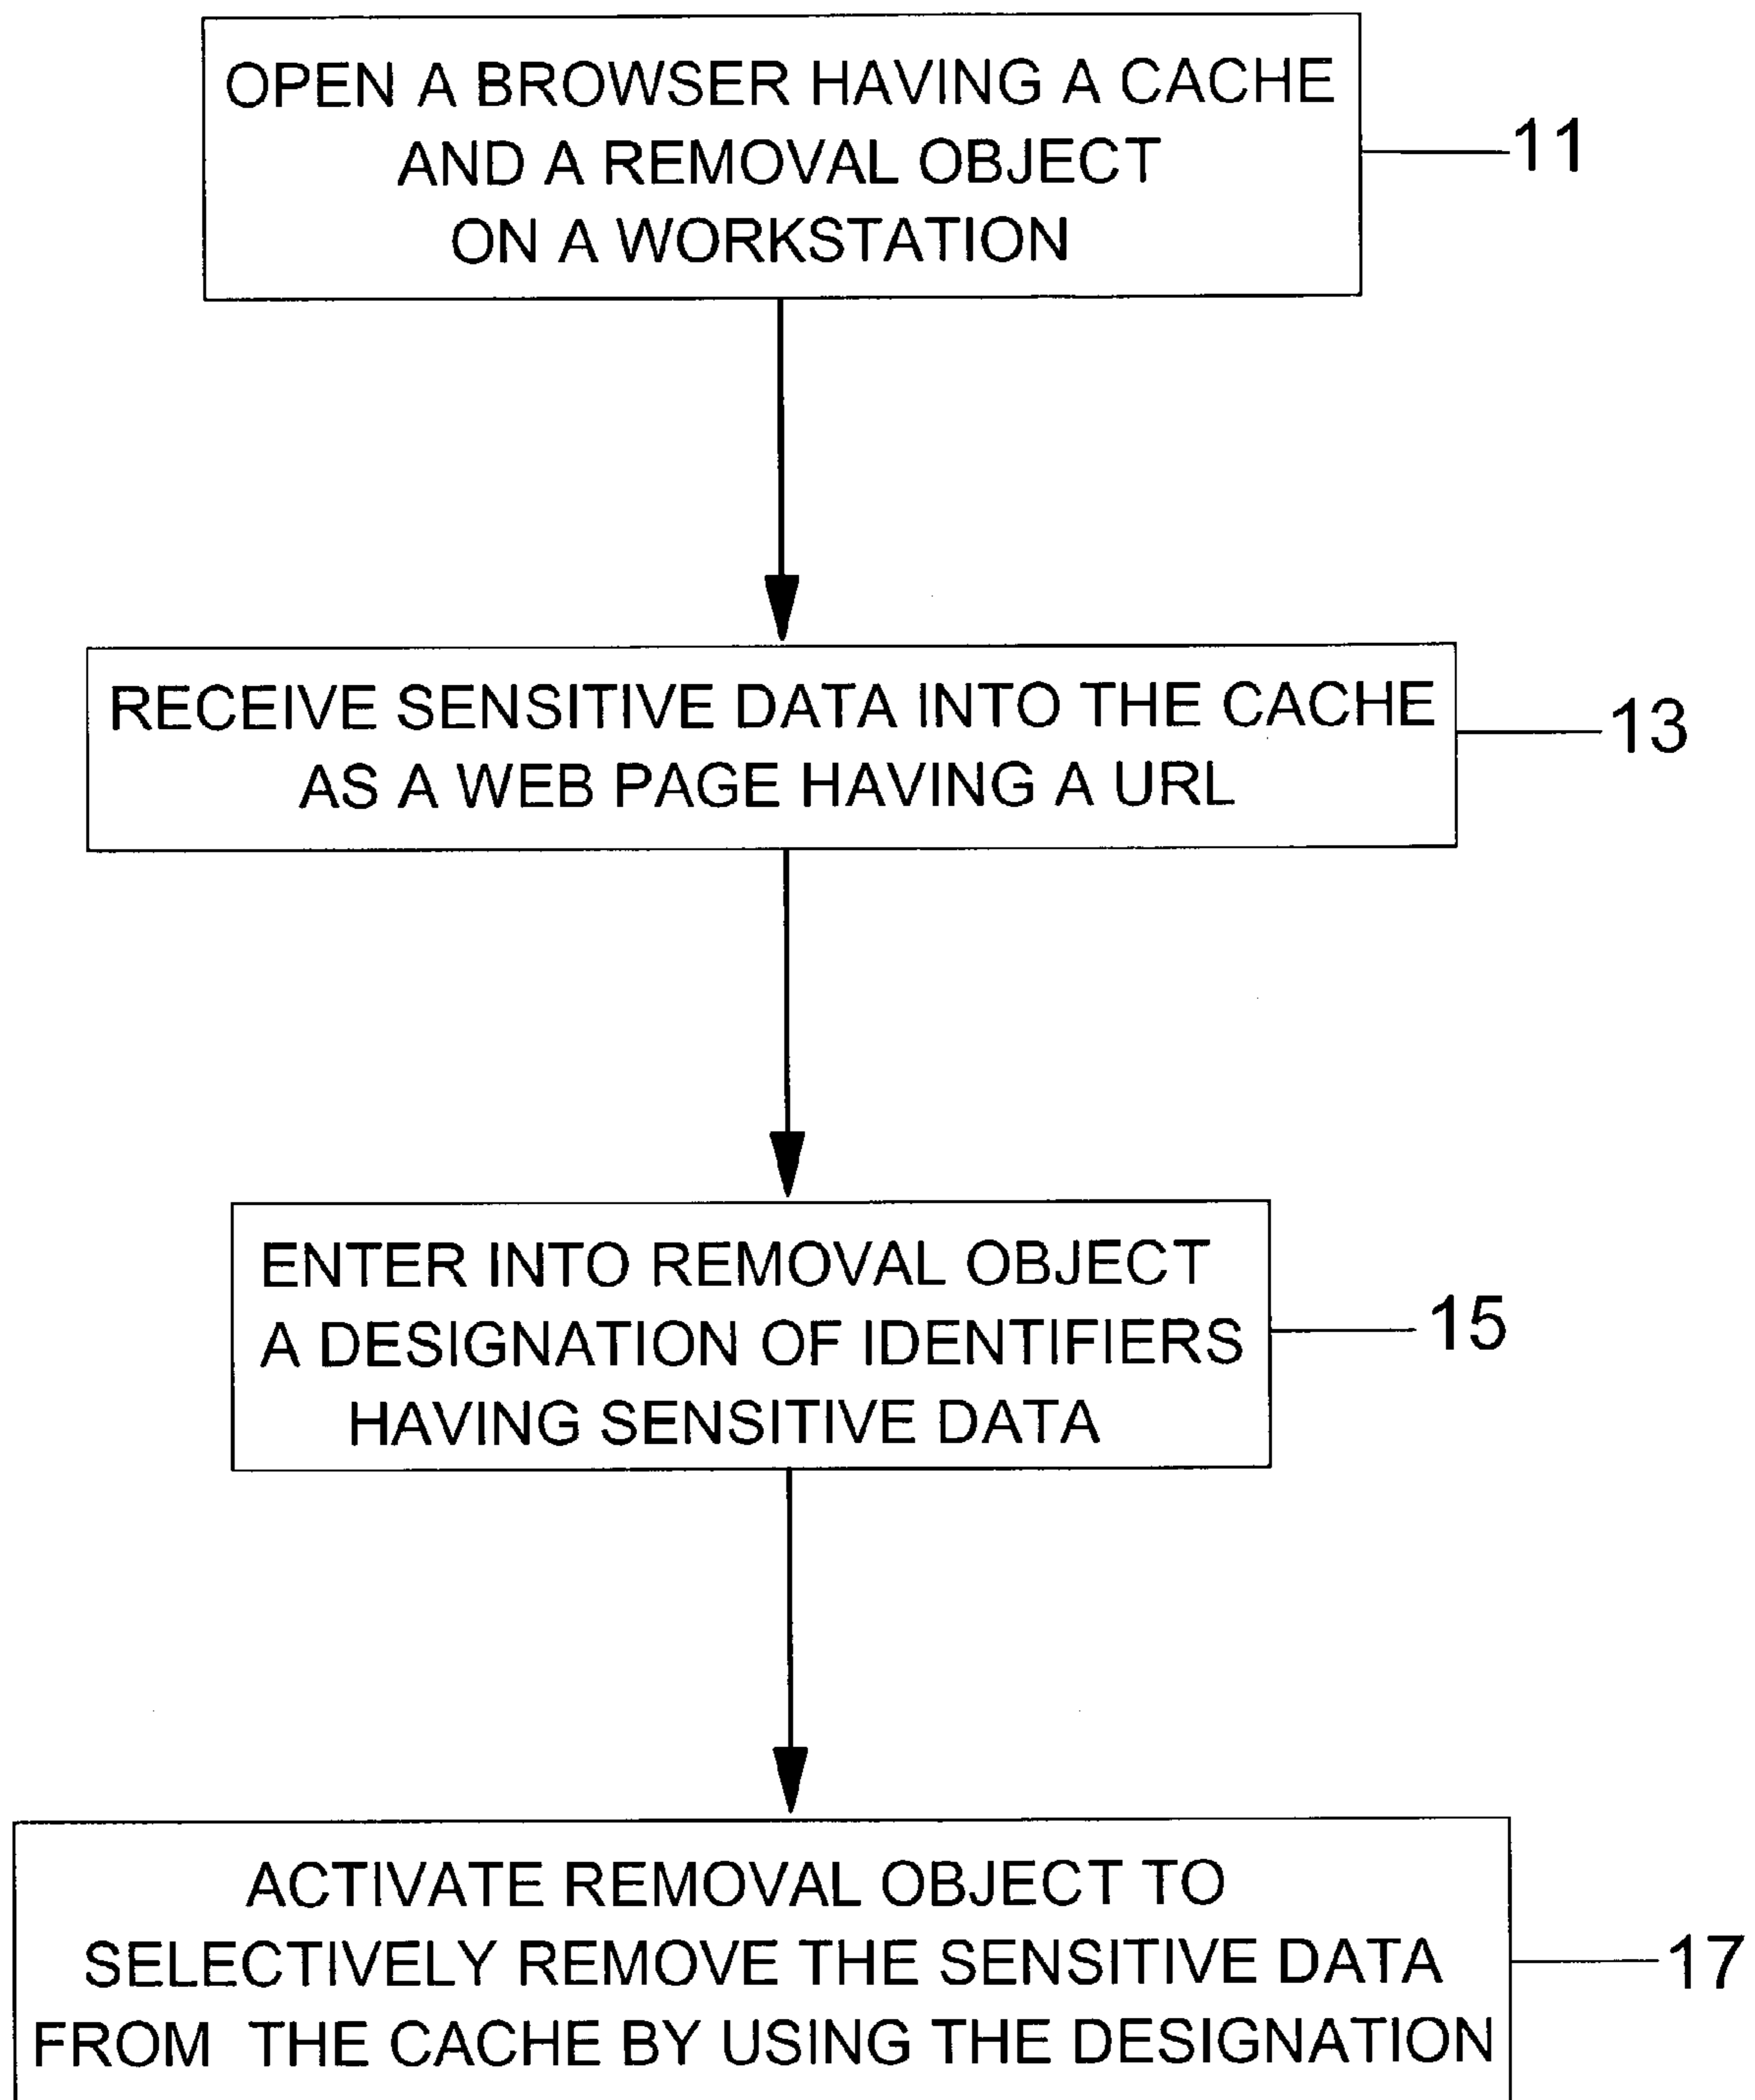 OPEN A BROWSER HAVING A CACHE
AND A REMOVAL OBJECT
ON A WORKSTATION
11
RECEIVE SENSITIVE DATA INTO THE CACHE
AS A WEB PAGE HAVING A URL
13
ENTER INTO REMOVAL OBJECT
A DESIGNATION OF IDENTIFIERS
HAVING SENSITIVE DATA
15
ACTIVATE REMOVAL OBJECT TO
SELECTIVELY REMOVE THE SENSITIVE DATA
FROM THE CACHE BY USING THE DESIGNATION
17